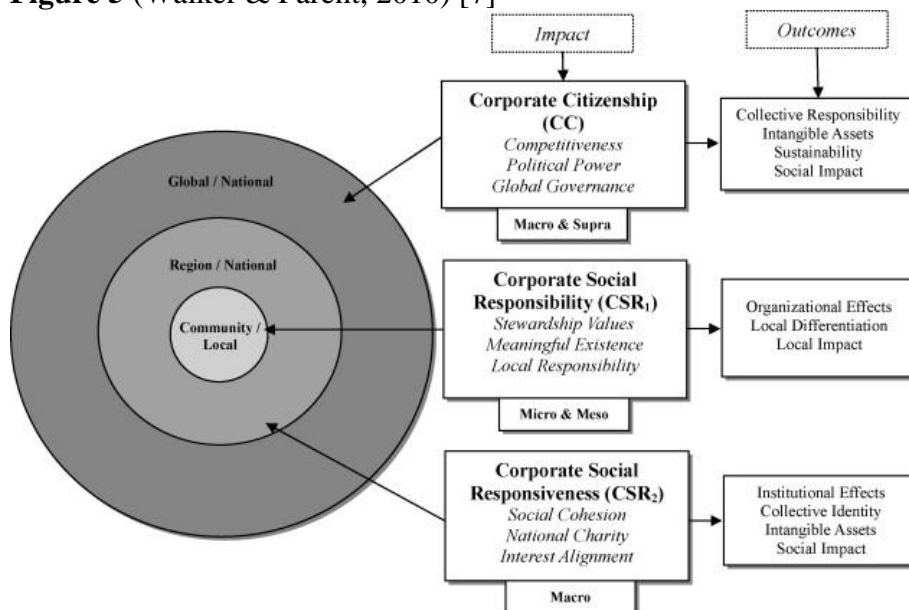 Figure 3 (Walker & Parent, 2010) [7]
Impact
Outcomes
Corporate Citizenship
(CC)
Competitiveness
Political Power
Global Governance
Macro & Supra
Collective Responsibility
Intangible Assets
Sustainability
Social Impact
Global / National
Region / National
Community /
Local
Corporate Social
Responsibility (CSR₁)
Stewardship Values
Meaningful Existence
Local Responsibility
Micro & Meso
Organizational Effects
Local Differentiation
Local Impact
Corporate Social
Responsiveness (CSR₂)
Social Cohesion
National Charity
Interest Alignment
Macro
Institutional Effects
Collective Identity
Intangible Assets
Social Impact